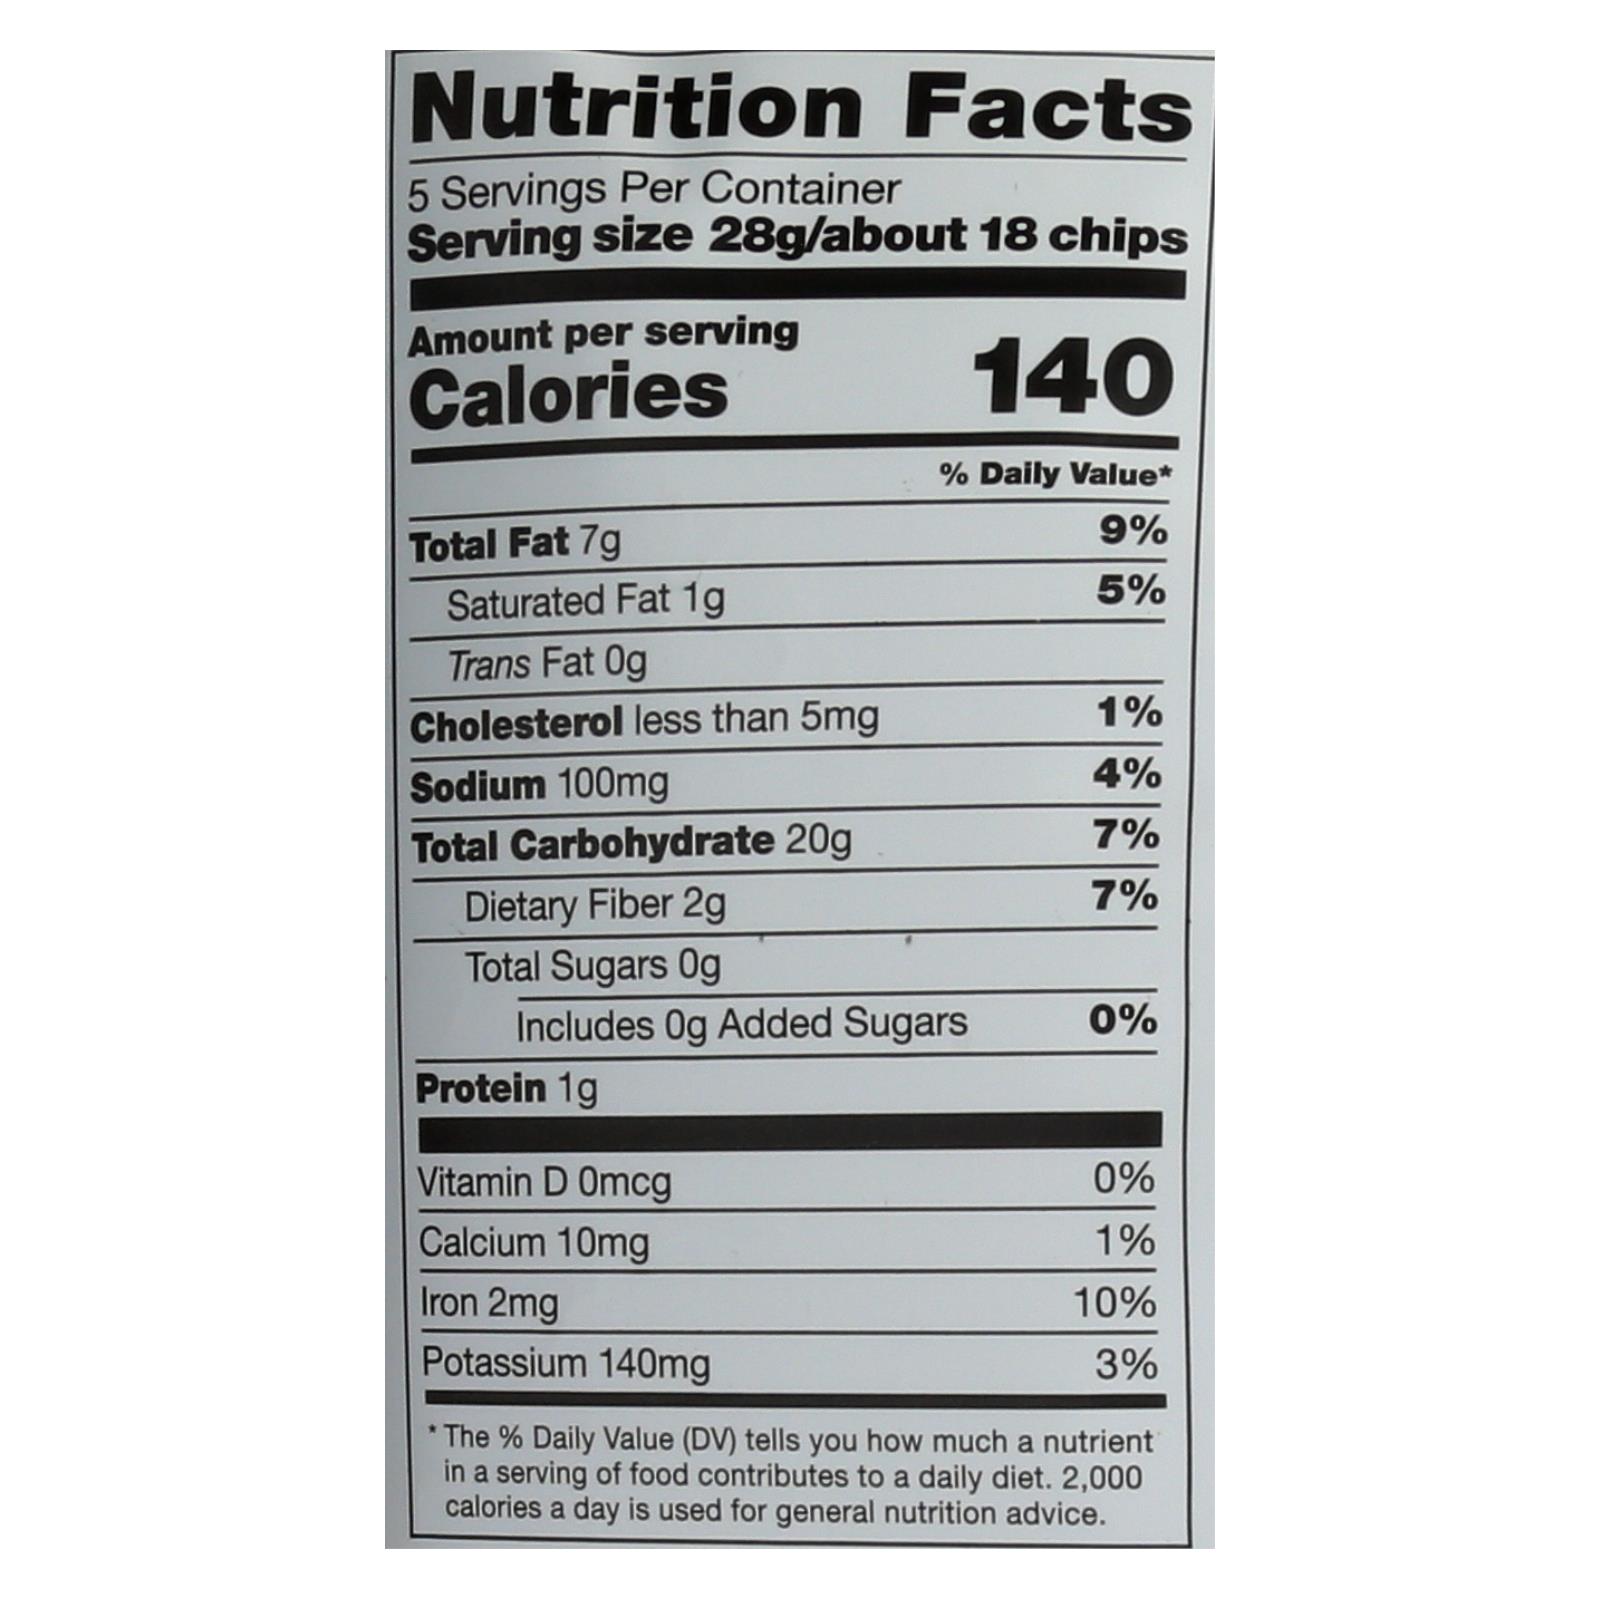 Nutrition Facts
5 Servings Per Container
Serving size 28g/about 18 chips
Amount per serving
Calories 140
% Daily Value*
Total Fat 7g 9%
Saturated Fat 1g 5%
Trans Fat 0g
Cholesterol less than 5mg 1%
Sodium 100mg 4%
Total Carbohydrate 20g 7%
Dietary Fiber 2g 7%
Total Sugars 0g
Includes 0g Added Sugars 0%
Protein 1g
Vitamin D 0mcg 0%
Calcium 10mg 1%
Iron 2mg 10%
Potassium 140mg 3%
* The % Daily Value (DV) tells you how much a nutrient
in a serving of food contributes to a daily diet. 2,000
calories a day is used for general nutrition advice.